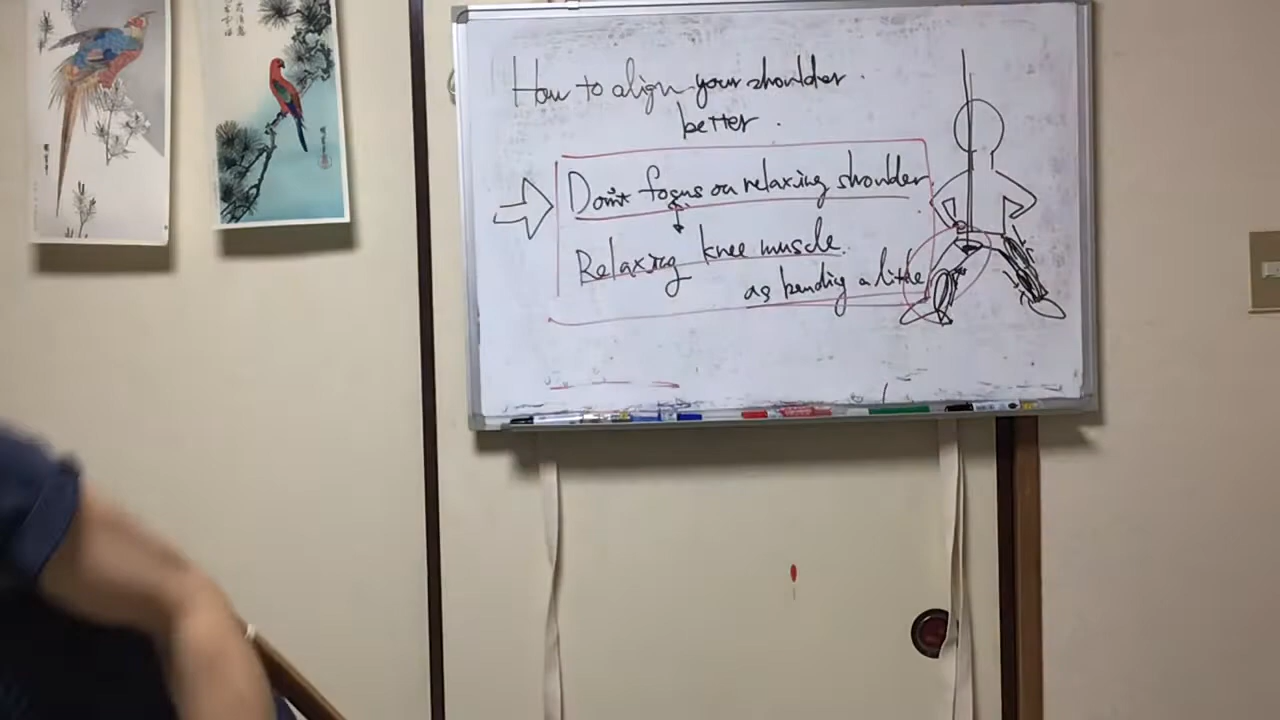 How to align your shoulder.
better.
Don't focus on relaxing shoulder
Relaxing knee muscle.
as bending a little